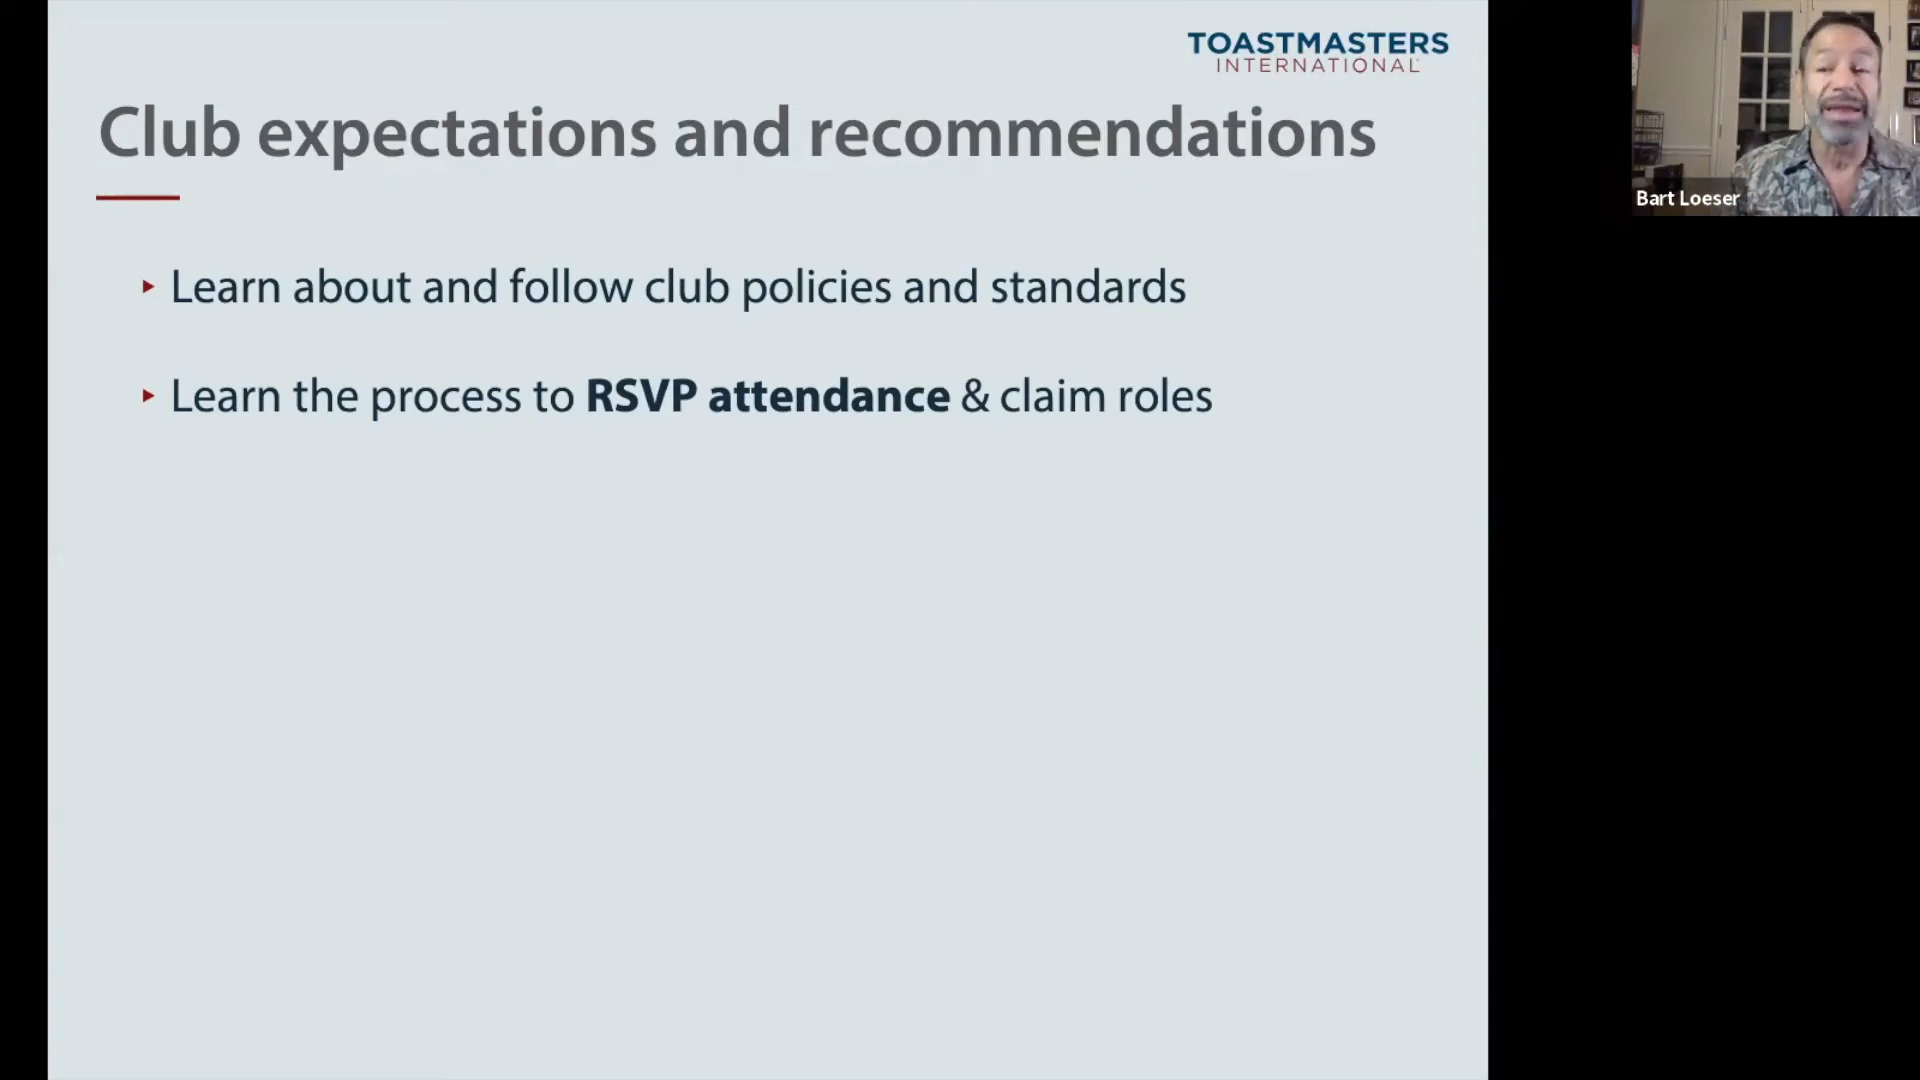 TOASTMASTERS
INTERNATIONAL
Club expectations and recommendations
Learn about and follow club policies and standards
Learn the process to RSVP attendance & claim roles
Bart Loeser